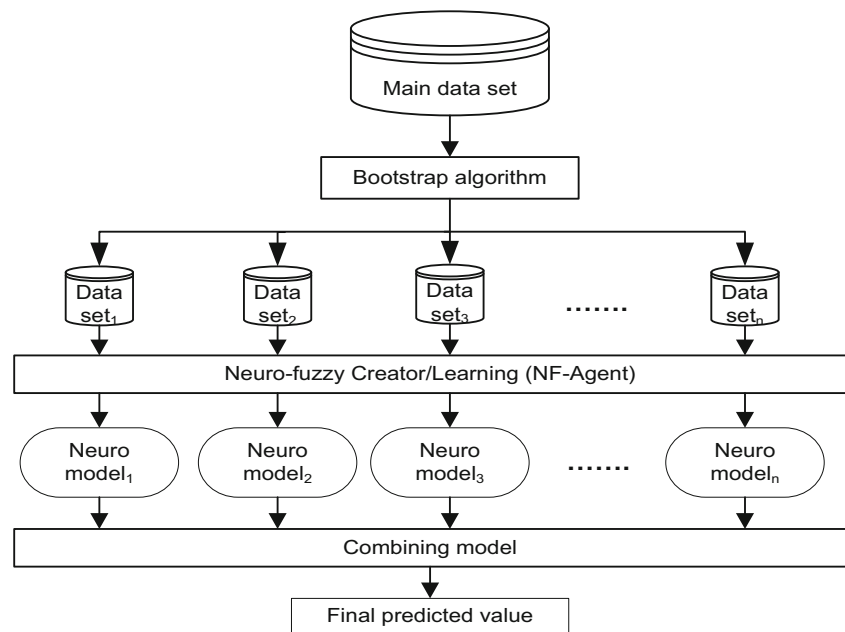 Main data set
Bootstrap algorithm
Data
set₁
Data
set₂
Data
set₃
.......
Data
setₙ
Neuro-fuzzy Creator/Learning (NF-Agent)
Neuro
model₁
Neuro
model₂
Neuro
model₃
.......
Neuro
modelₙ
Combining model
Final predicted value